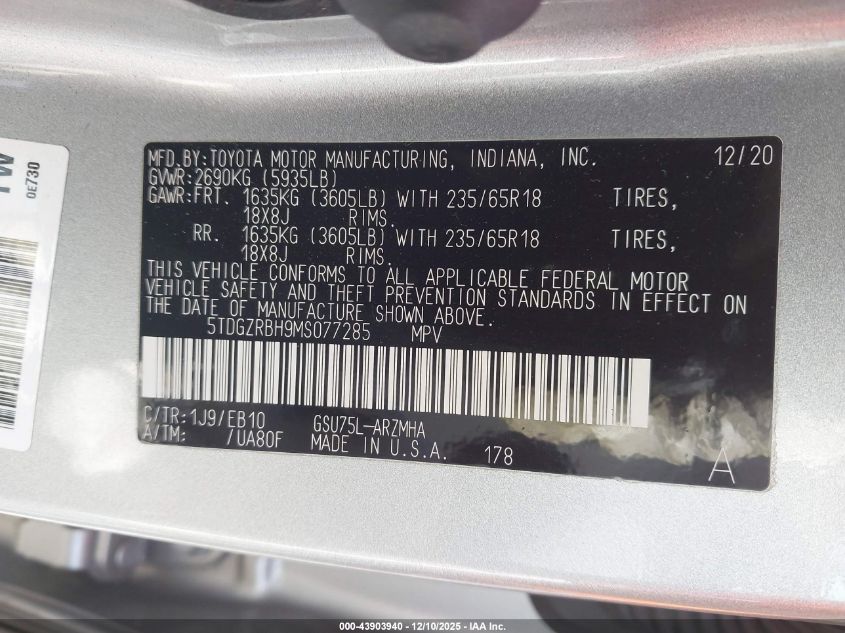 TW
0E730
MFD.BY:TOYOTA MOTOR MANUFACTURING, INDIANA, INC. 12/20
GVWR:2690KG (5935LB)
GAWR:FRT. 1635KG (3605LB) WITH 235/65R18 TIRES,
18X8J RIMS.
RR. 1635KG (3605LB) WITH 235/65R18 TIRES,
18X8J RIMS.
THIS VEHICLE CONFORMS TO ALL APPLICABLE FEDERAL MOTOR
VEHICLE SAFETY AND THEFT PREVENTION STANDARDS IN EFFECT ON
THE DATE OF MANUFACTURE SHOWN ABOVE.
5TDGZRBH9MS077285 MPV
C/TR:1J9/EB10 GSU75L-ARZMHA
A/TM: /UA80F MADE IN U.S.A. 178 A
000-43903940 - 12/10/2025 - IAA Inc.